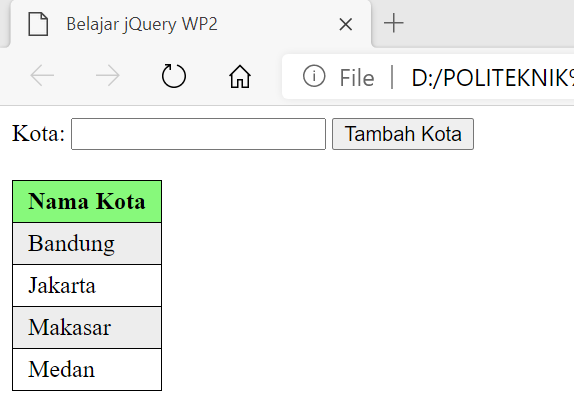 Belajar jQuery WP2
File | D:/POLITEKNIK%
Kota: Tambah Kota
Nama Kota
Bandung
Jakarta
Makasar
Medan